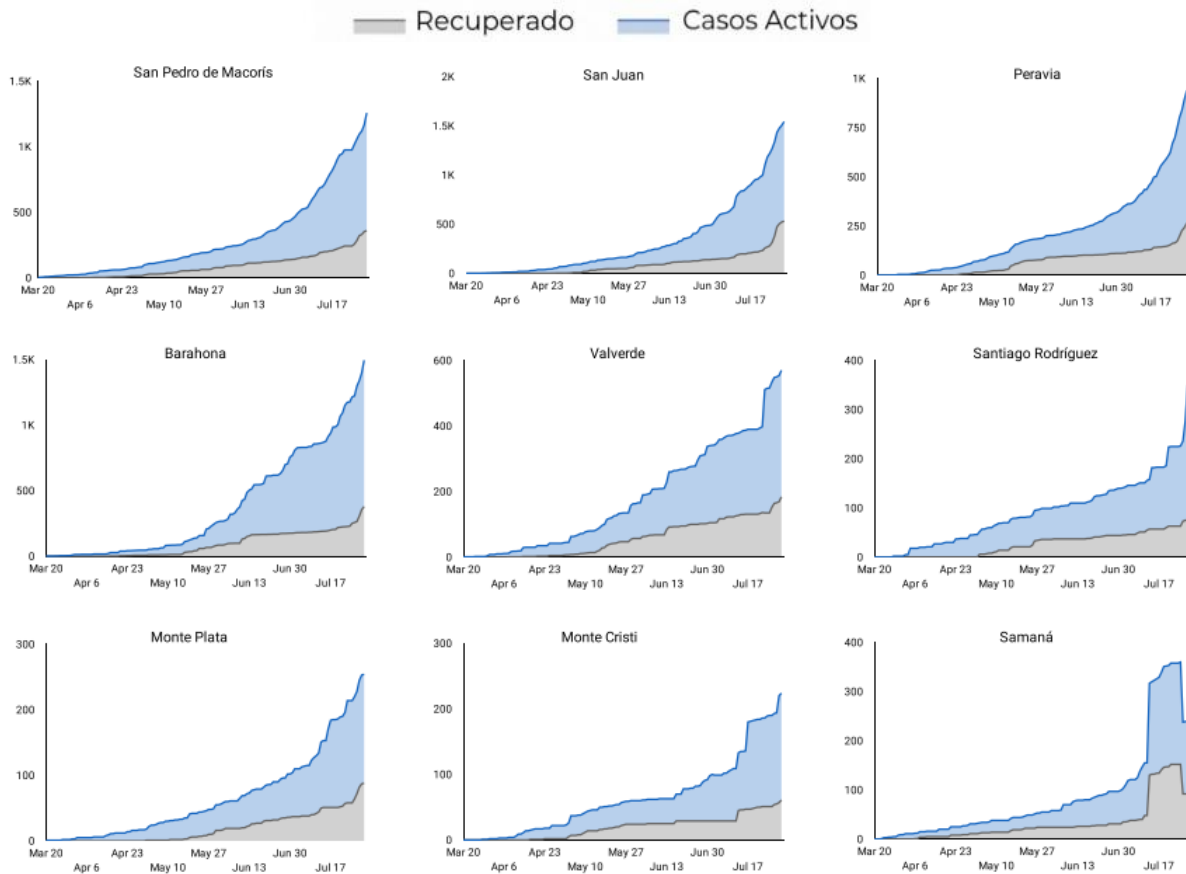 Recuperado Casos Activos
San Pedro de Macorís
1.5K
1K
500
0
Mar 20 Apr 23 May 27 Jun 30
Apr 6 May 10 Jun 13 Jul 17
San Juan
2K
1.5K
1K
500
0
Mar 20 Apr 23 May 27 Jun 30
Apr 6 May 10 Jun 13 Jul 17
Peravia
1K
750
500
250
0
Mar 20 Apr 23 May 27 Jun 30
Apr 6 May 10 Jun 13 Jul 17
Barahona
1.5K
1K
500
0
Mar 20 Apr 23 May 27 Jun 30
Apr 6 May 10 Jun 13 Jul 17
Valverde
600
400
200
0
Mar 20 Apr 23 May 27 Jun 30
Apr 6 May 10 Jun 13 Jul 17
Santiago Rodríguez
400
300
200
100
0
Mar 20 Apr 23 May 27 Jun 30
Apr 6 May 10 Jun 13 Jul 17
Monte Plata
300
200
100
0
Mar 20 Apr 23 May 27 Jun 30
Apr 6 May 10 Jun 13 Jul 17
Monte Cristi
300
200
100
0
Mar 20 Apr 23 May 27 Jun 30
Apr 6 May 10 Jun 13 Jul 17
Samaná
400
300
200
100
0
Mar 20 Apr 23 May 27 Jun 30
Apr 6 May 10 Jun 13 Jul 17